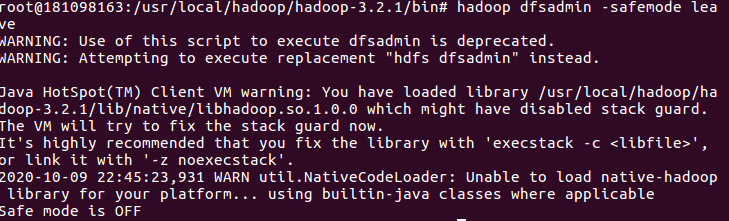 root@181098163:/usr/local/hadoop/hadoop-3.2.1/bin# hadoop dfsadmin -safemode lea
ve
WARNING: Use of this script to execute dfsadmin is deprecated.
WARNING: Attempting to execute replacement "hdfs dfsadmin" instead.

Java HotSpot(TM) Client VM warning: You have loaded library /usr/local/hadoop/ha
doop-3.2.1/lib/native/libhadoop.so.1.0.0 which might have disabled stack guard.
The VM will try to fix the stack guard now.
It's highly recommended that you fix the library with 'execstack -c <libfile>',
or link it with '-z noexecstack'.
2020-10-09 22:45:23,931 WARN util.NativeCodeLoader: Unable to load native-hadoop
 library for your platform... using builtin-java classes where applicable
Safe mode is OFF